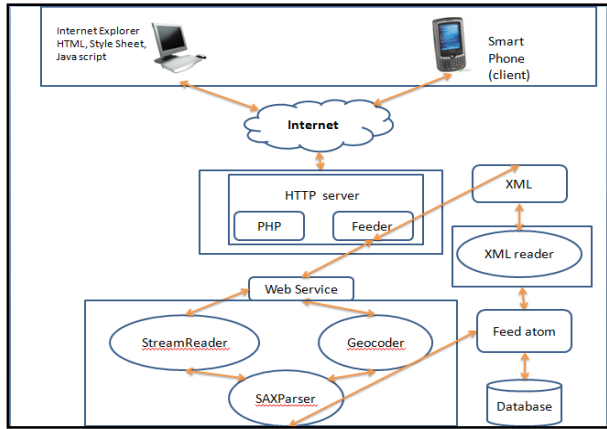 Internet Explorer
HTML, Style Sheet,
Java script
Smart
Phone
(client)
Internet
HTTP server
PHP
Feeder
XML
XML reader
Web Service
StreamReader
Geocoder
Feed atom
SAXParser
Database